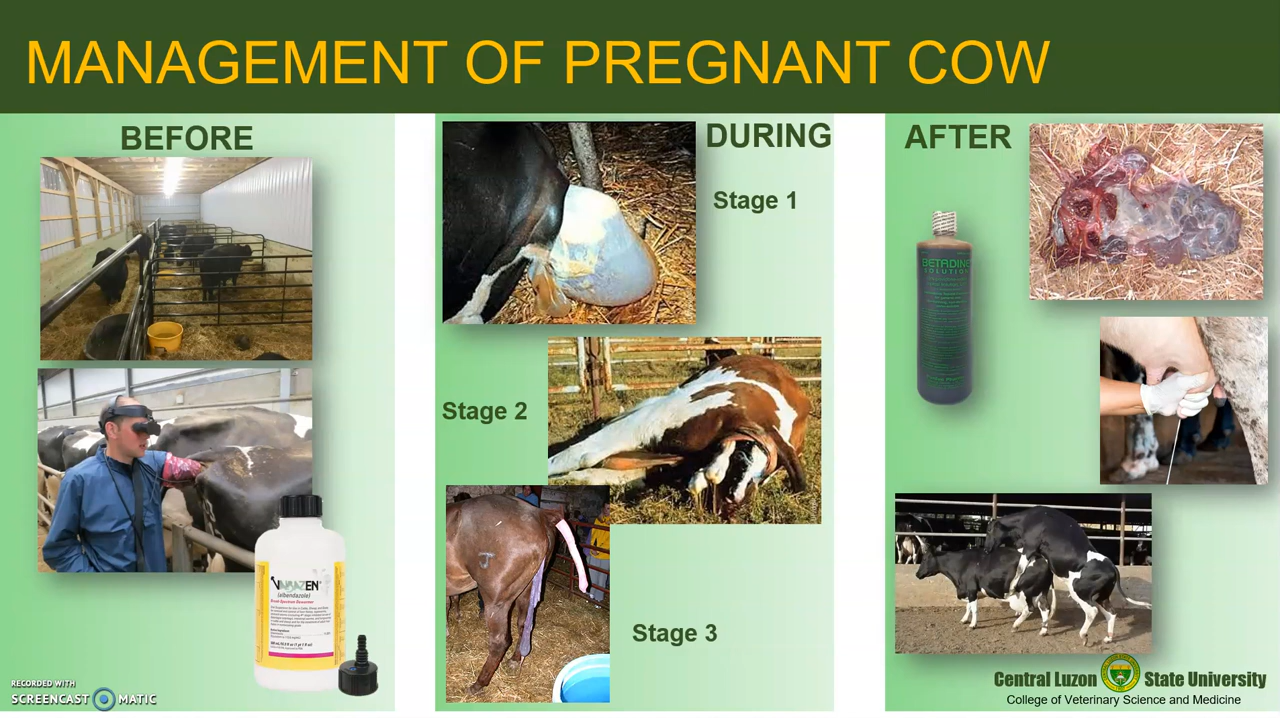 MANAGEMENT OF PREGNANT COW
BEFORE
(albendazole)
DURING
Stage 1
Stage 2
Stage 3
AFTER
BETADINE
SOLUTION
Central Luzon State University
College of Veterinary Science and Medicine
RECORDED WITH
SCREENCAST MATIC